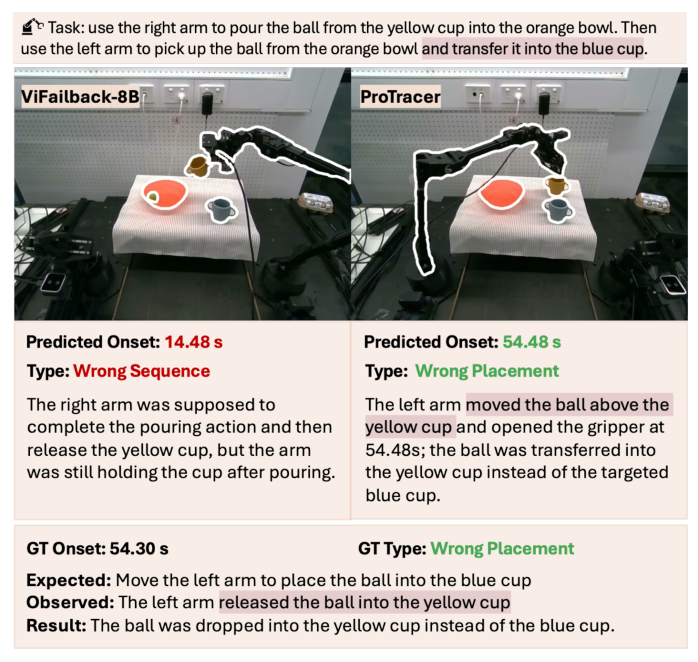 Task: use the right arm to pour the ball from the yellow cup into the orange bowl. Then
use the left arm to pick up the ball from the orange bowl and transfer it into the blue cup.
ViFailback-8B
ProTracer
Predicted Onset: 14.48 s
Type: Wrong Sequence
The right arm was supposed to
complete the pouring action and then
release the yellow cup, but the arm
was still holding the cup after pouring.
Predicted Onset: 54.48 s
Type: Wrong Placement
The left arm moved the ball above the
yellow cup and opened the gripper at
54.48s; the ball was transferred into
the yellow cup instead of the targeted
blue cup.
GT Onset: 54.30 s
GT Type: Wrong Placement
Expected: Move the left arm to place the ball into the blue cup
Observed: The left arm released the ball into the yellow cup
Result: The ball was dropped into the yellow cup instead of the blue cup.